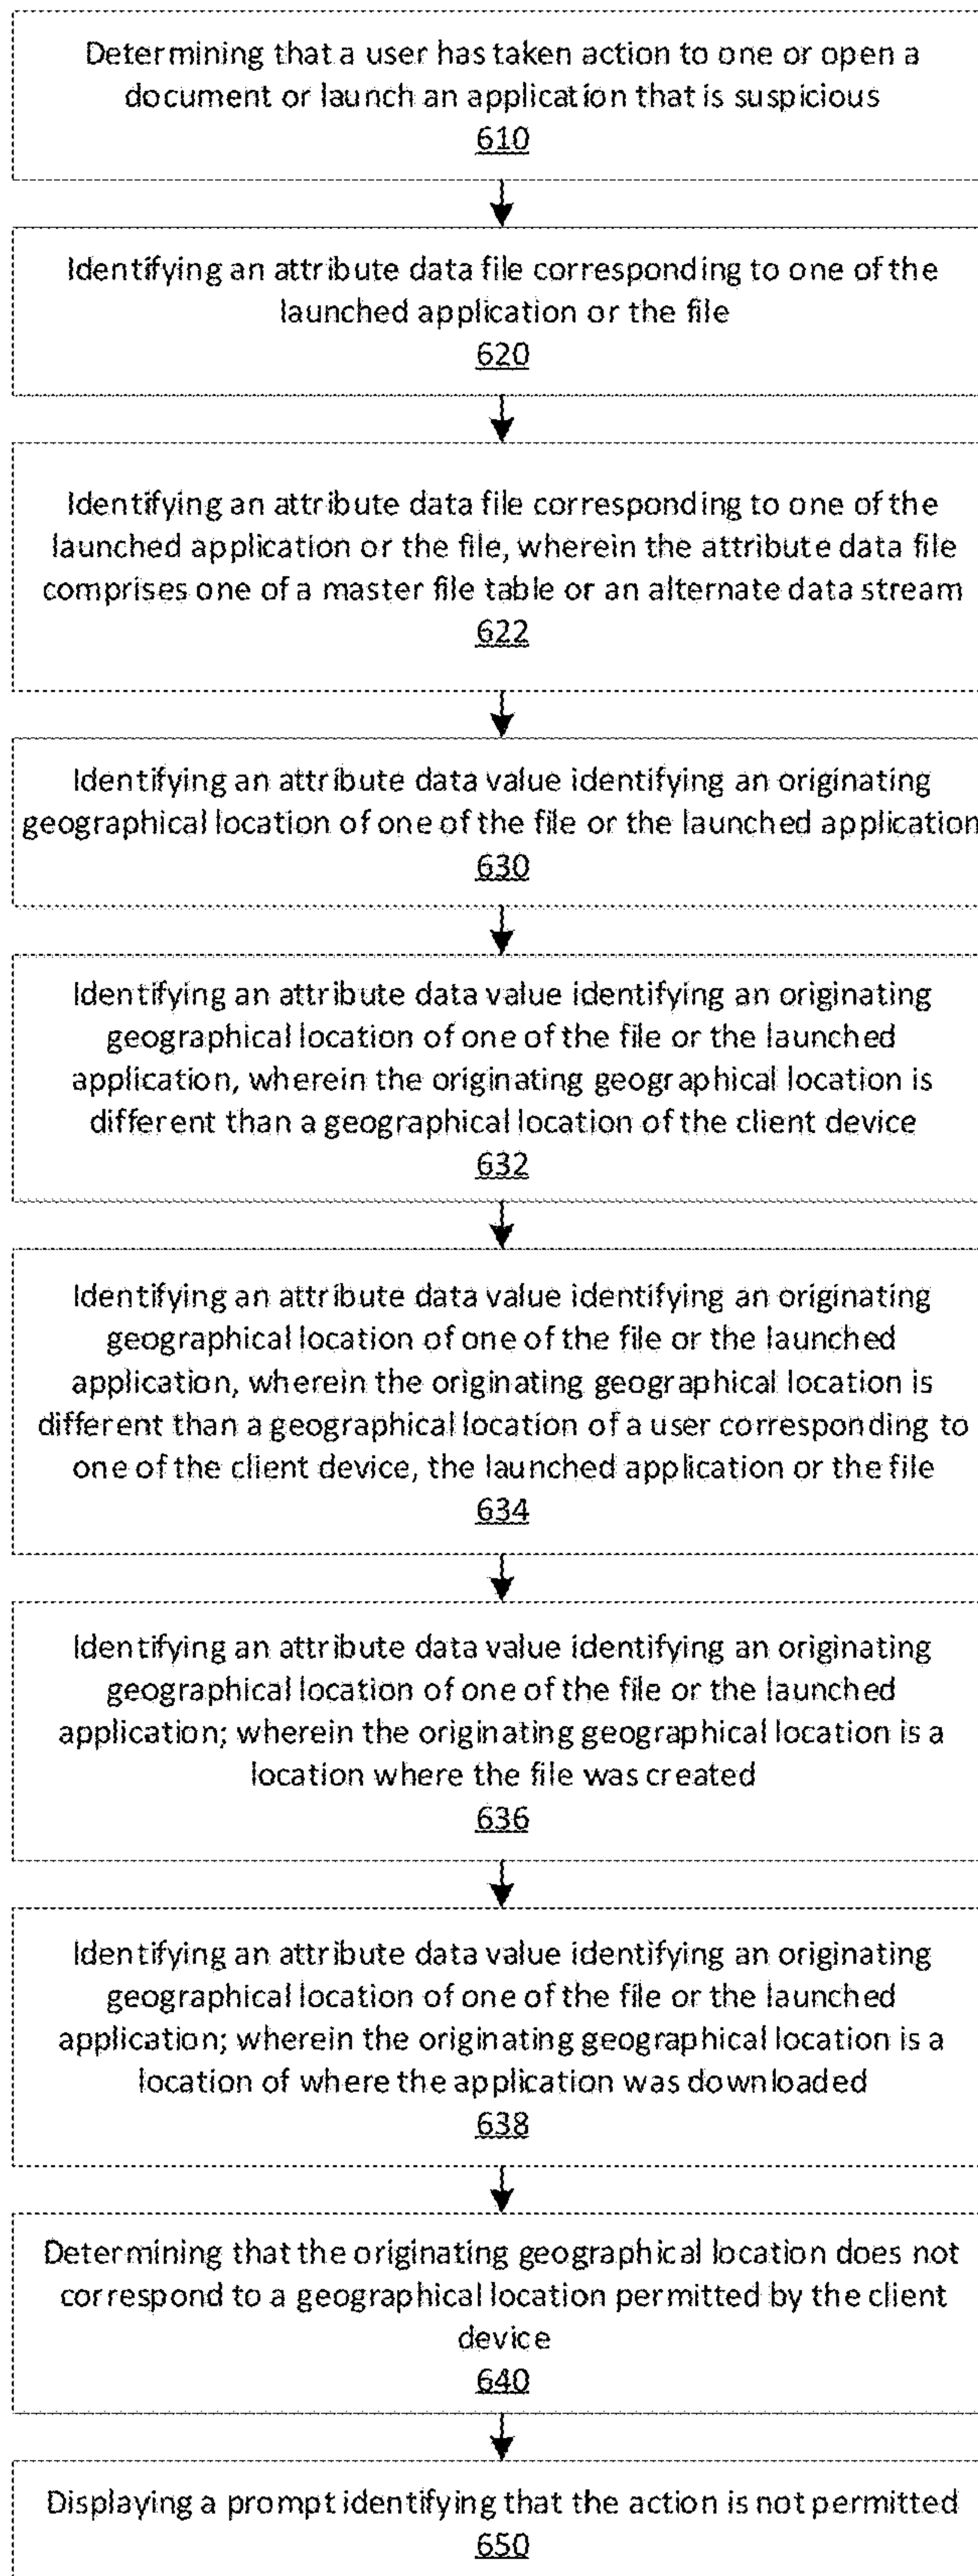 Determining that a user has taken action to one or open a
document or launch an application that is suspicious
610
Identifying an attribute data file corresponding to one of the
launched application or the file
620
Identifying an attribute data file corresponding to one of the
launched application or the file, wherein the attribute data file
comprises one of a master file table or an alternate data stream
622
Identifying an attribute data value identifying an originating
geographical location of one of the file or the launched application
630
Identifying an attribute data value identifying an originating
geographical location of one of the file or the launched
application, wherein the originating geographical location is
different than a geographical location of the client device
632
Identifying an attribute data value identifying an originating
geographical location of one of the file or the launched
application, wherein the originating geographical location is
different than a geographical location of a user corresponding to
one of the client device, the launched application or the file
634
Identifying an attribute data value identifying an originating
geographical location of one of the file or the launched
application; wherein the originating geographical location is a
location where the file was created
636
Identifying an attribute data value identifying an originating
geographical location of one of the file or the launched
application; wherein the originating geographical location is a
location of where the application was downloaded
638
Determining that the originating geographical location does not
correspond to a geographical location permitted by the client
device
640
Displaying a prompt identifying that the action is not permitted
650